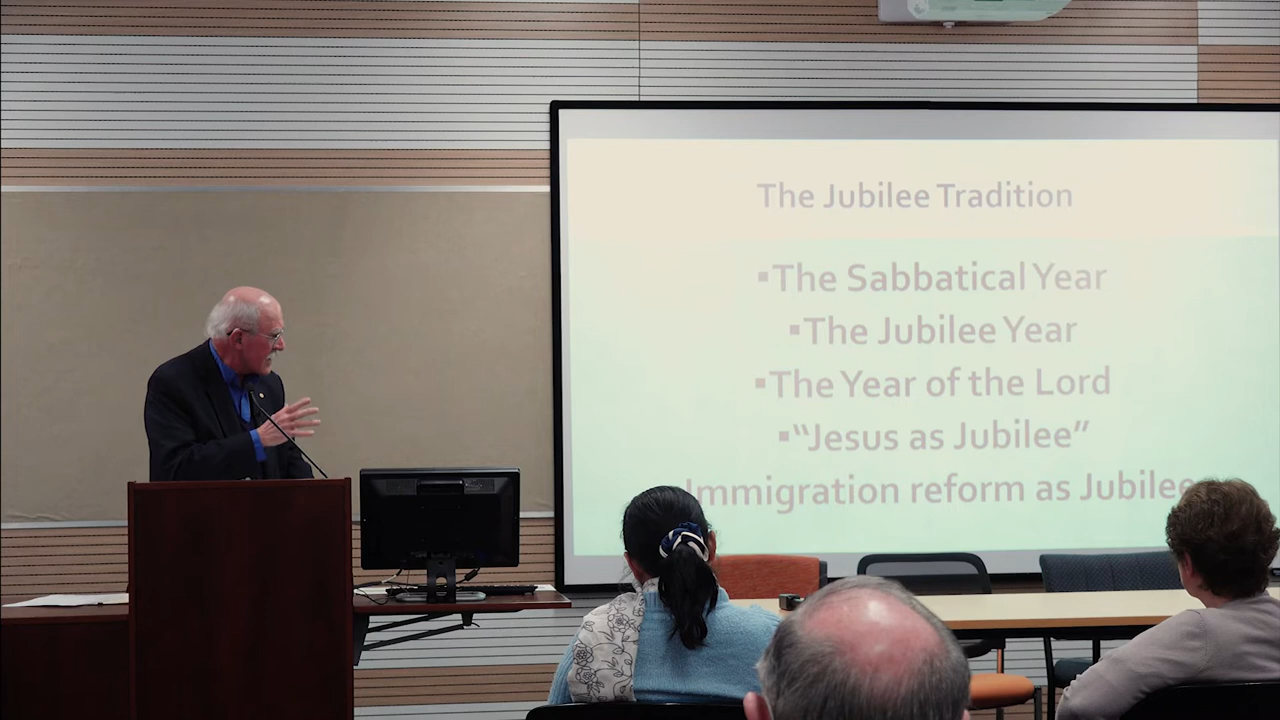 The Jubilee Tradition
▪The Sabbatical Year
▪The Jubilee Year
▪The Year of the Lord
▪“Jesus as Jubilee”
Immigration reform as Jubilee